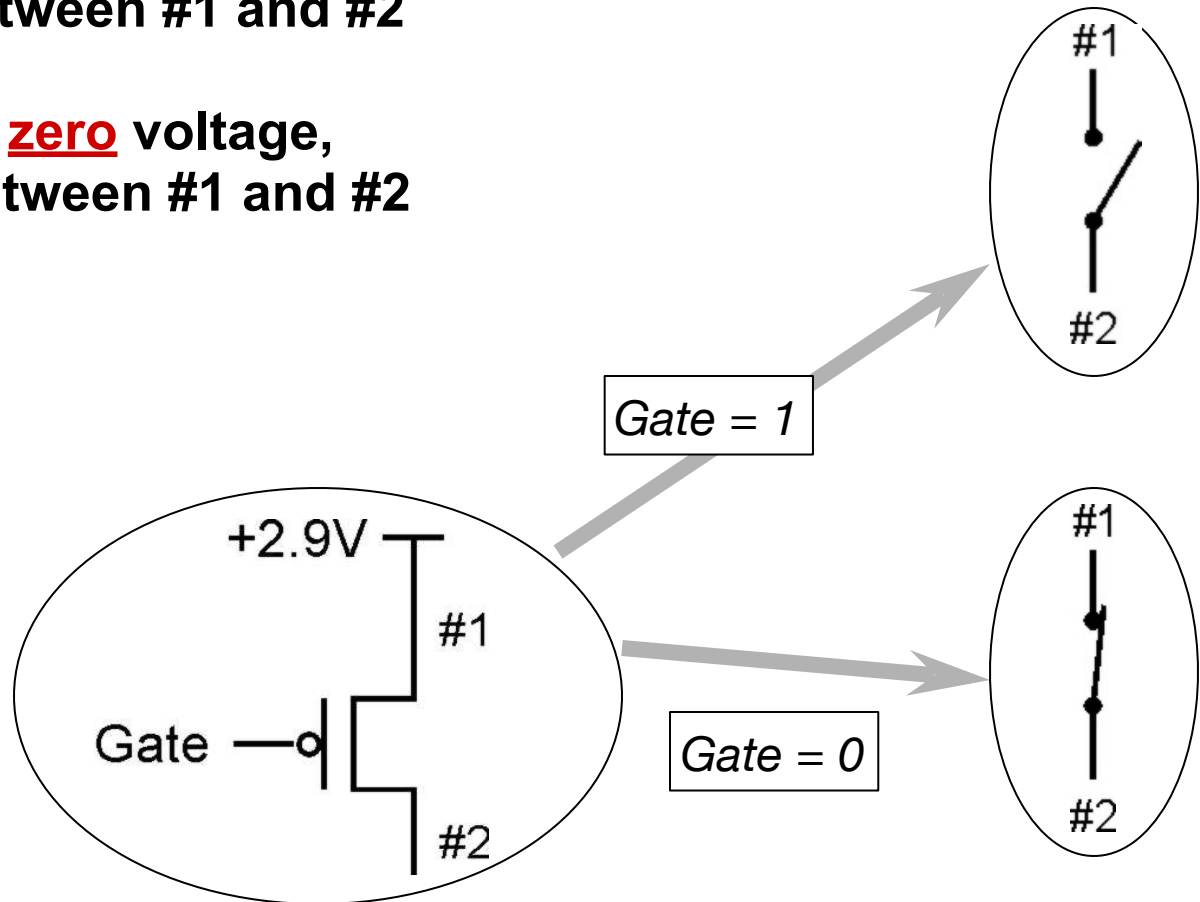 tween #1 and #2
zero voltage,
tween #1 and #2
#1
#2
Gate = 1
+2.9V
#1
Gate
#2
Gate = 0
#1
#2